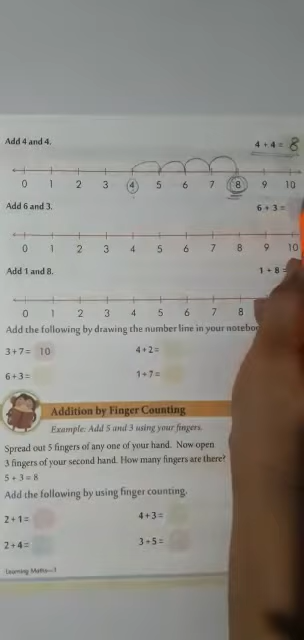 Add 4 and 4.
4 + 4 = 8
0 1 2 3 4 5 6 7 8 9 10
Add 6 and 3.
6 + 3 =
0 1 2 3 4 5 6 7 8 9 10
Add 1 and 8.
1 + 8 =
0 1 2 3 4 5 6 7 8
Add the following by drawing the number line in your
3 + 7 = 10
4 + 2 =
6 + 3 =
1 + 7 =
Addition by Finger Counting
Example: Add 5 and 3 using your fingers.
Spread out 5 fingers of any one of your hand. Now open
3 fingers of your second hand. How many fingers are there?
5 + 3 = 8
Add the following by using finger counting.
2 + 1 =
4 + 3 =
2 + 4 =
3 + 5 =
Learning Maths—1